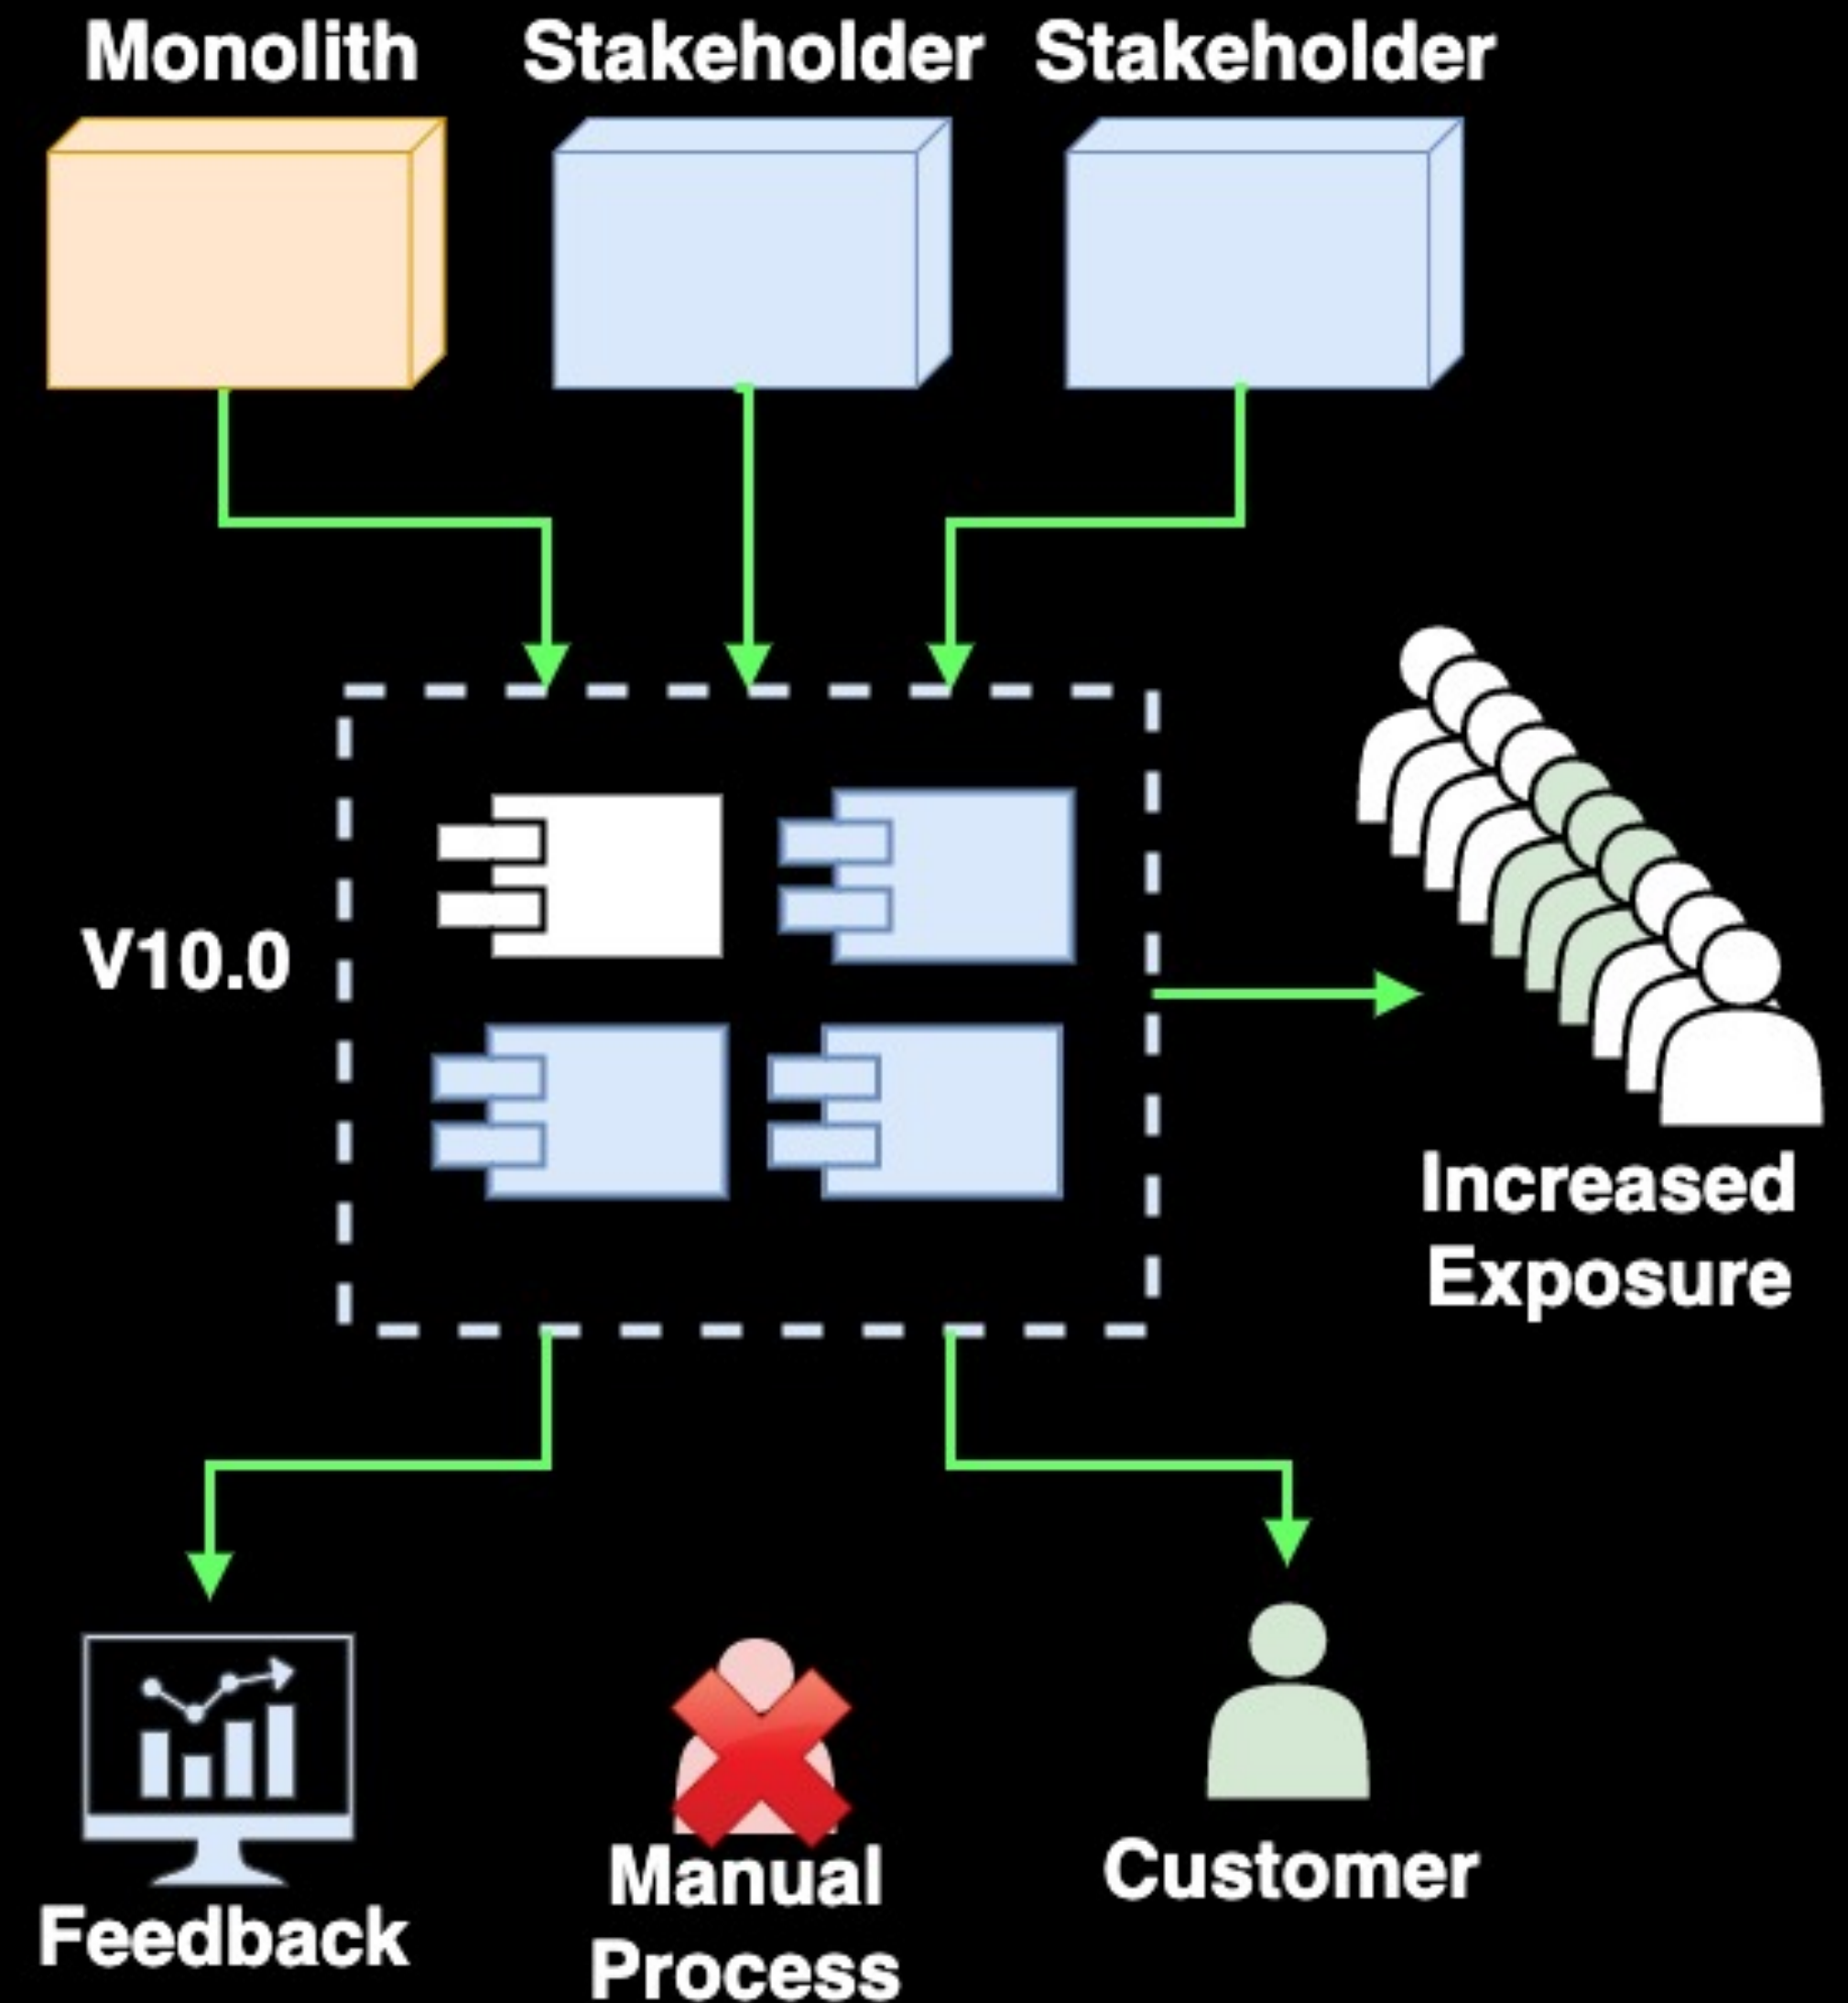 Monolith
Stakeholder
Stakeholder
V10.0
Increased
Exposure
Feedback
Manual
Process
Customer